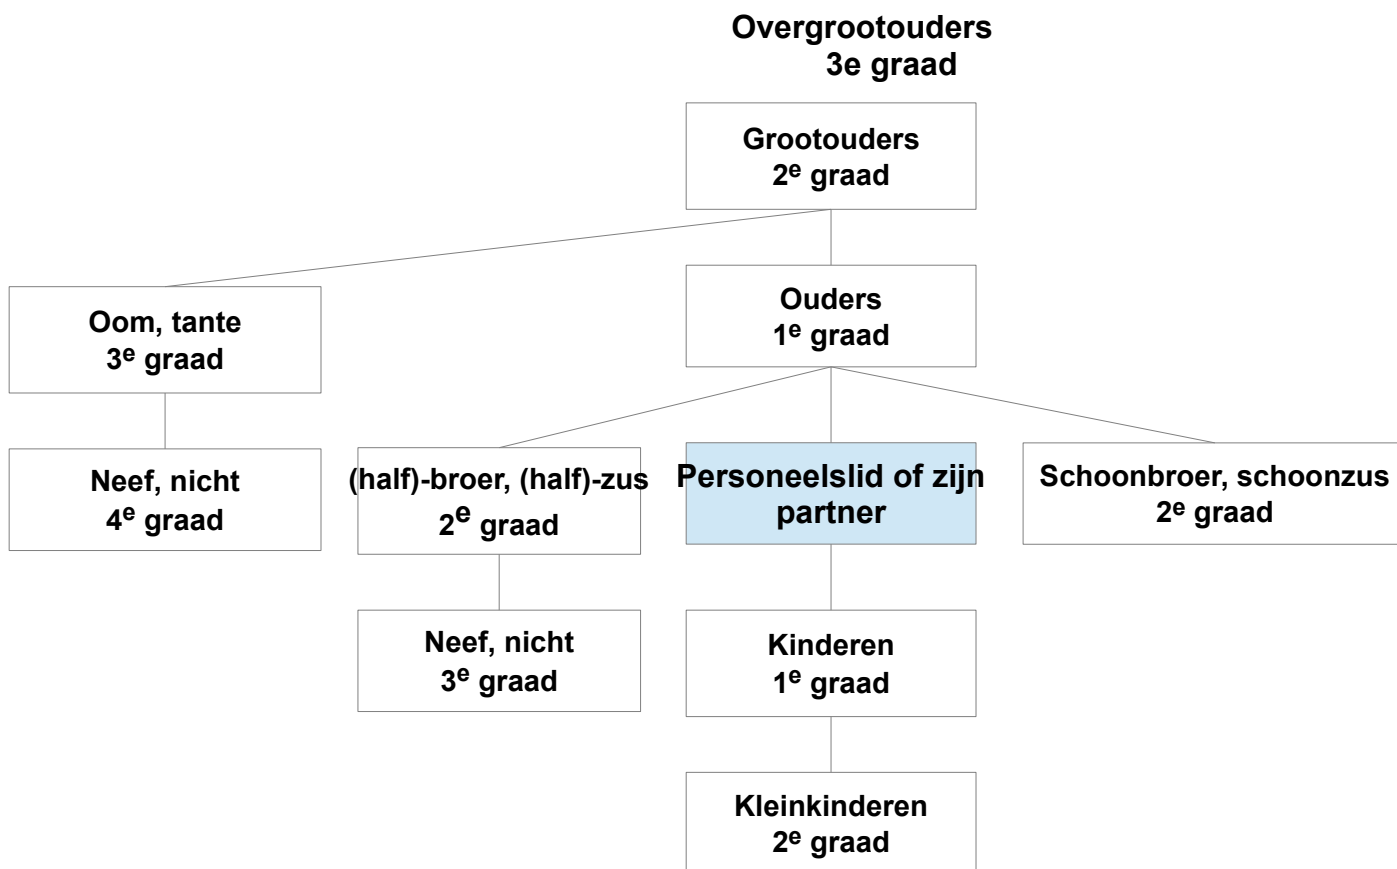 Overgrootouders
3e graad
Grootouders
2e graad
Ouders
1e graad
Oom, tante
3e graad
Neef, nicht
4e graad
(half)-broer, (half)-zus
2e graad
Personeelslid of zijn
partner
Schoonbroer, schoonzus
2e graad
Neef, nicht
3e graad
Kinderen
1e graad
Kleinkinderen
2e graad